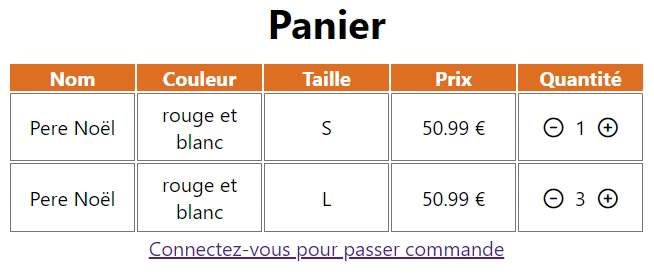 Panier
Nom Couleur Taille Prix Quantité
Pere Noël rouge et blanc S 50.99 € 1
Pere Noël rouge et blanc L 50.99 € 3
Connectez-vous pour passer commande